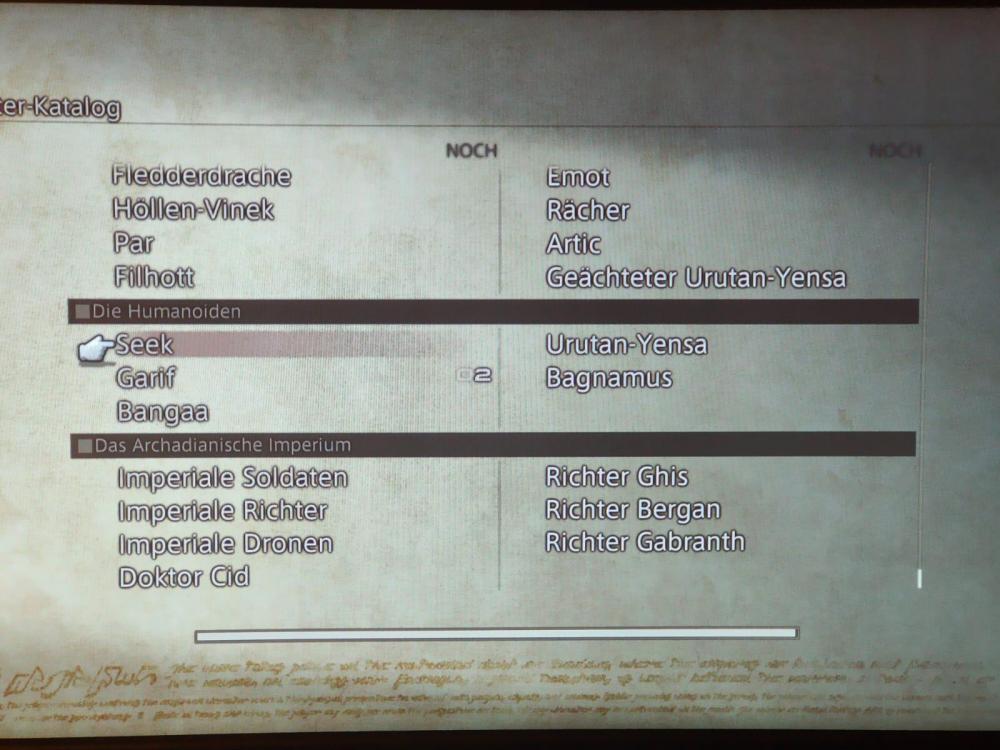 ter-Katalog
NOCH NOCH
Fledderdrache Emot
Höllen-Vinek Rächer
Par Artic
Filhott Geächteter Urutan-Yensa
Die Humanoiden
Seek Urutan-Yensa
Garif 02 Bagnamus
Bangaa
Das Archadianische Imperium
Imperiale Soldaten Richter Ghis
Imperiale Richter Richter Bergan
Imperiale Dronen Richter Gabranth
Doktor Cid